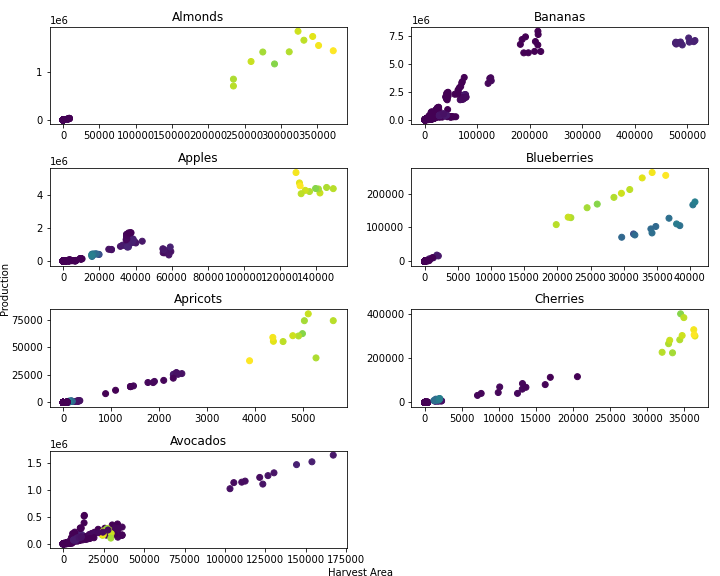 Almonds
1e6
1
0
0 50000 100000 150000 200000 250000 300000 350000
Bananas
1e6
7.5
5.0
2.5
0.0
0 100000 200000 300000 400000 500000
Apples
1e6
4
2
0
0 20000 40000 60000 80000 100000 120000 140000
Blueberries
200000
100000
0
0 5000 10000 15000 20000 25000 30000 35000 40000
Production
Apricots
75000
50000
25000
0
0 1000 2000 3000 4000 5000
Cherries
400000
200000
0
0 5000 10000 15000 20000 25000 30000 35000
Avocados
1e6
1.5
1.0
0.5
0.0
0 25000 50000 75000 100000 125000 150000 175000
Harvest Area